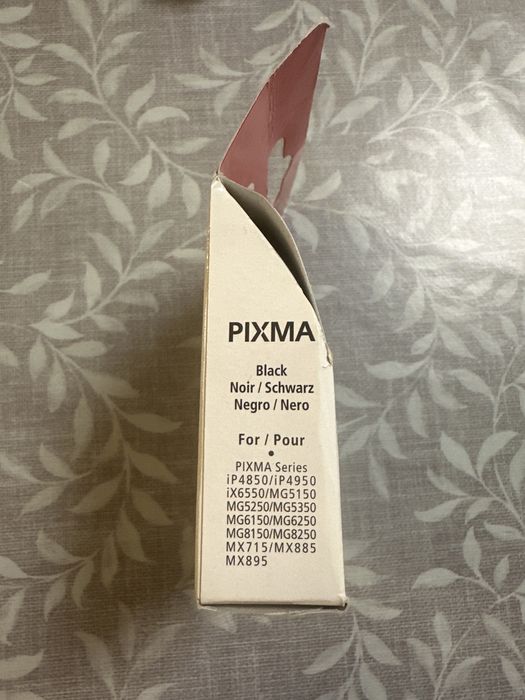 PIXMA
Black
Noir / Schwarz
Negro / Nero
For / Pour
•
PIXMA Series
iP4850/iP4950
iX6550/MG5150
MG5250/MG5350
MG6150/MG6250
MG8150/MG8250
MX715/MX885
MX895